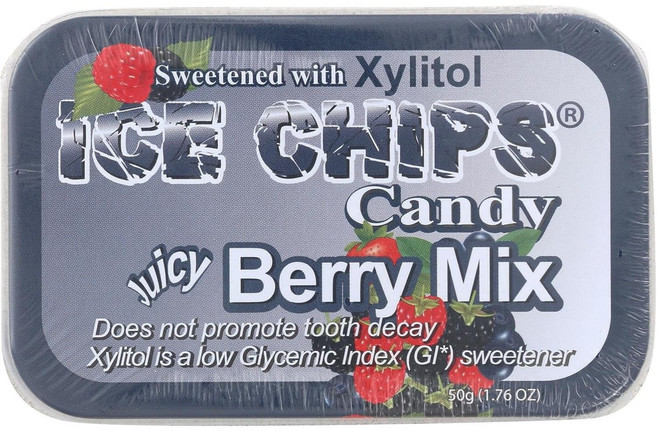 Sweetened with Xylitol
ICE CHIPS®
Candy
Juicy Berry Mix
Does not promote tooth decay
Xylitol is a low Glycemic Index (GI*) sweetener
50g (1.76 OZ)